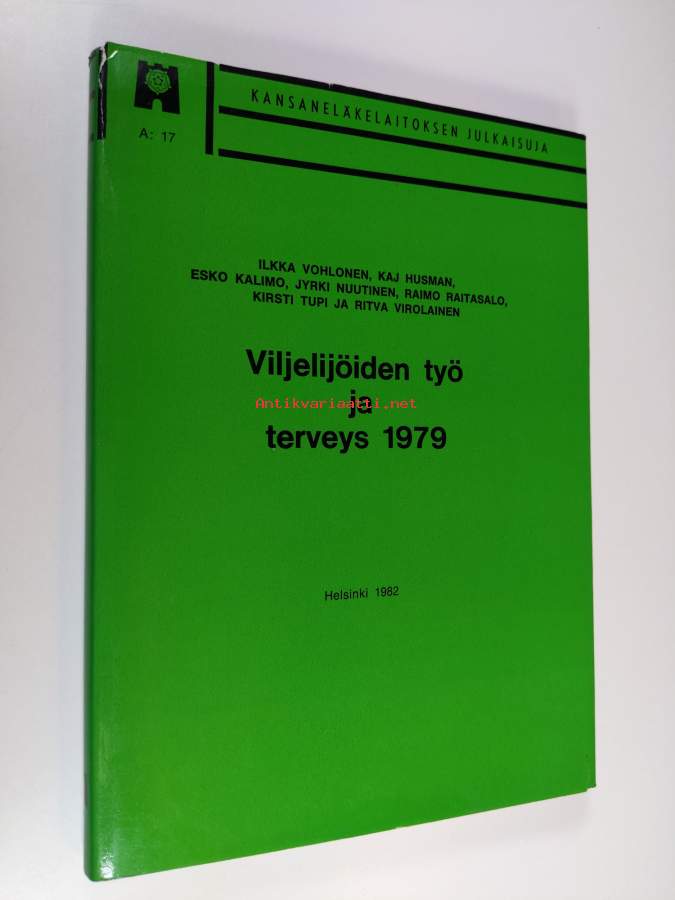 KANSANELÄKELAITOKSEN JULKAISUJA
A: 17
ILKKA VOHLONEN, KAJ HUSMAN,
ESKO KALIMO, JYRKI NUUTINEN, RAIMO RAITASALO,
KIRSTI TUPI JA RITVA VIROLAINEN
Viljelijöiden työ
ja
Antikvariaatti.net
terveys 1979
Helsinki 1982